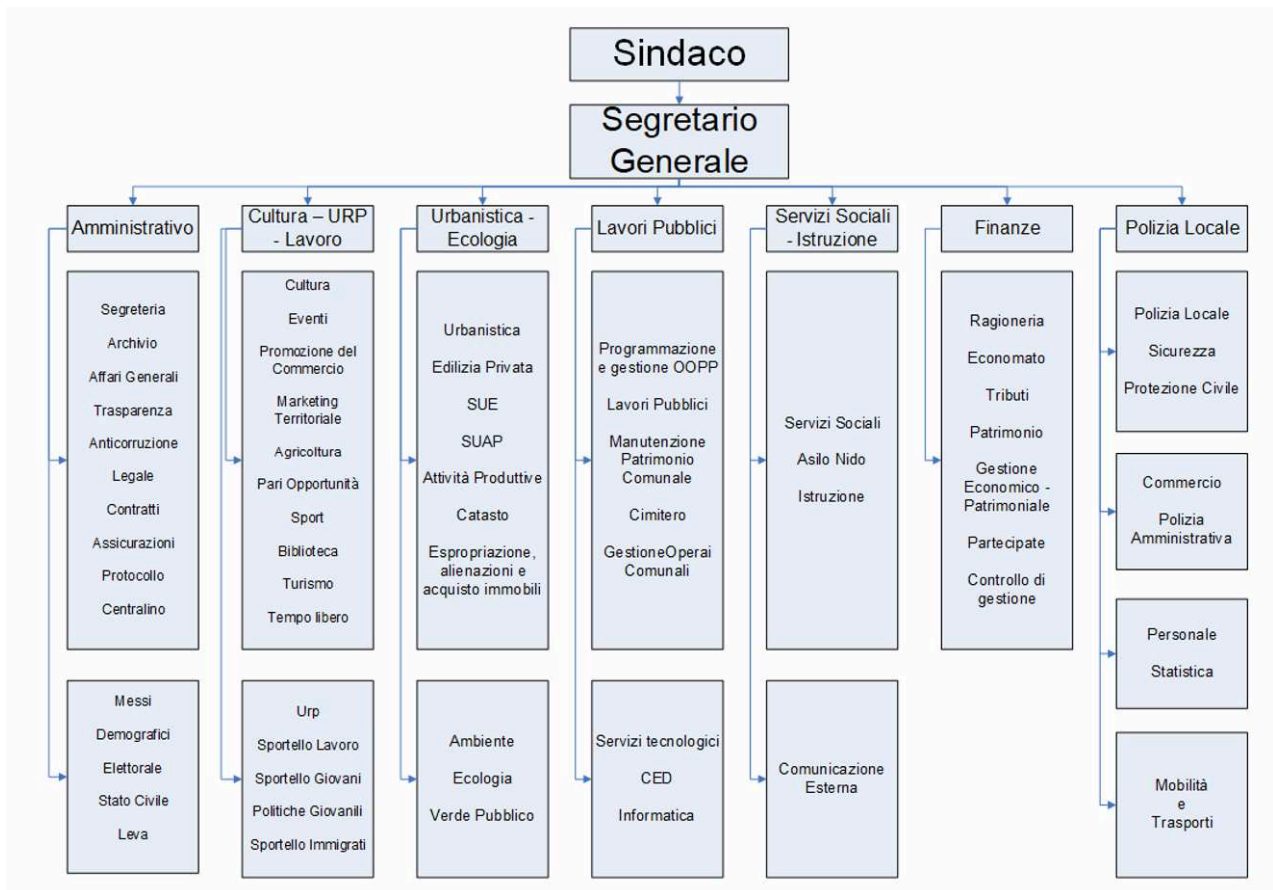 Sindaco
Segretario
Generale
Amministrativo
Cultura – URP
- Lavoro
Urbanistica -
Ecologia
Lavori Pubblici
Servizi Sociali
- Istruzione
Finanze
Polizia Locale
Segreteria
Archivio
Affari Generali
Trasparenza
Anticorruzione
Legale
Contratti
Assicurazioni
Protocollo
Centralino
Messi
Demografici
Elettorale
Stato Civile
Leva
Cultura
Eventi
Promozione del
Commercio
Marketing
Territoriale
Agricoltura
Pari Opportunità
Sport
Biblioteca
Turismo
Tempo libero
Urp
Sportello Lavoro
Sportello Giovani
Politiche Giovanili
Sportello Immigrati
Urbanistica
Edilizia Privata
SUE
SUAP
Attività Produttive
Catasto
Espropriazione,
alienazioni e
acquisto immobili
Ambiente
Ecologia
Verde Pubblico
Programmazione
e gestione OOPP
Lavori Pubblici
Manutenzione
Patrimonio
Comunale
Cimitero
GestioneOperai
Comunali
Servizi tecnologici
CED
Informatica
Servizi Sociali
Asilo Nido
Istruzione
Comunicazione
Esterna
Ragioneria
Economato
Tributi
Patrimonio
Gestione
Economico -
Patrimoniale
Partecipate
Controllo di
gestione
Polizia Locale
Sicurezza
Protezione Civile
Commercio
Polizia
Amministrativa
Personale
Statistica
Mobilità
e
Trasporti